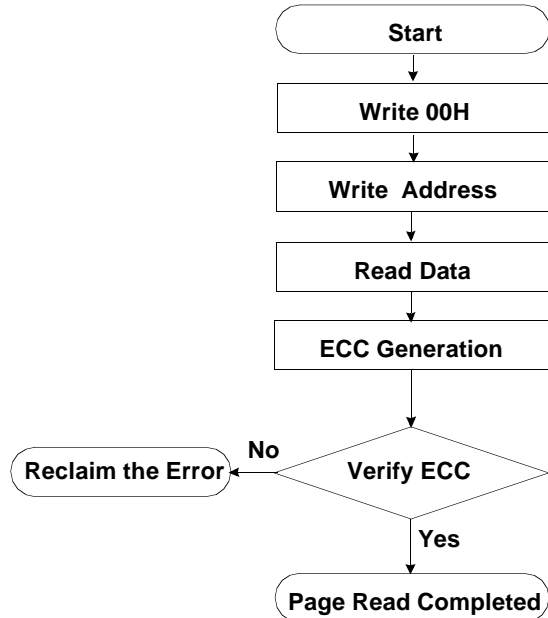 Start
Write 00H
Write Address
Read Data
ECC Generation
No
Reclaim the Error
Verify ECC
Yes
Page Read Completed